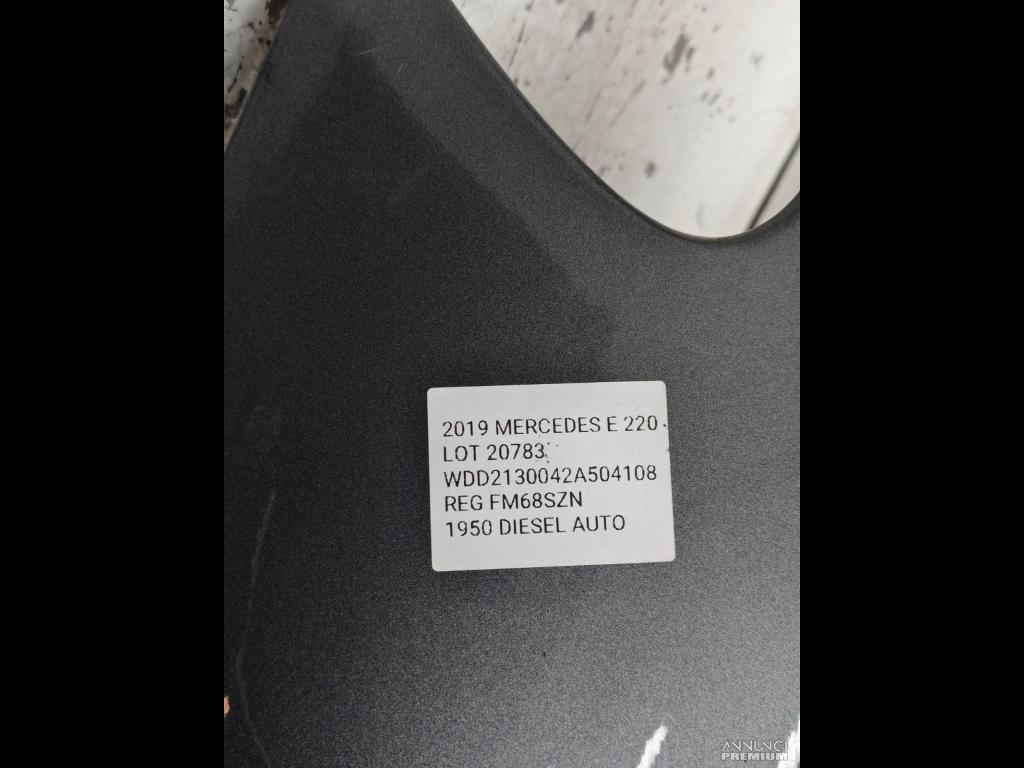 2019 MERCEDES E 220
LOT 20783
WDD2130042A504108
REG FM68SZN
1950 DIESEL AUTO
ANNUNCI
PREMIUM